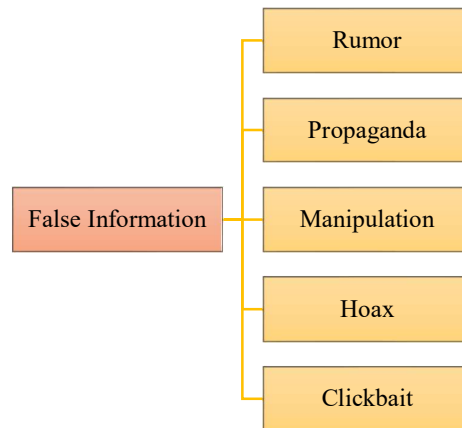 Rumor
Propaganda
False Information
Manipulation
Hoax
Clickbait